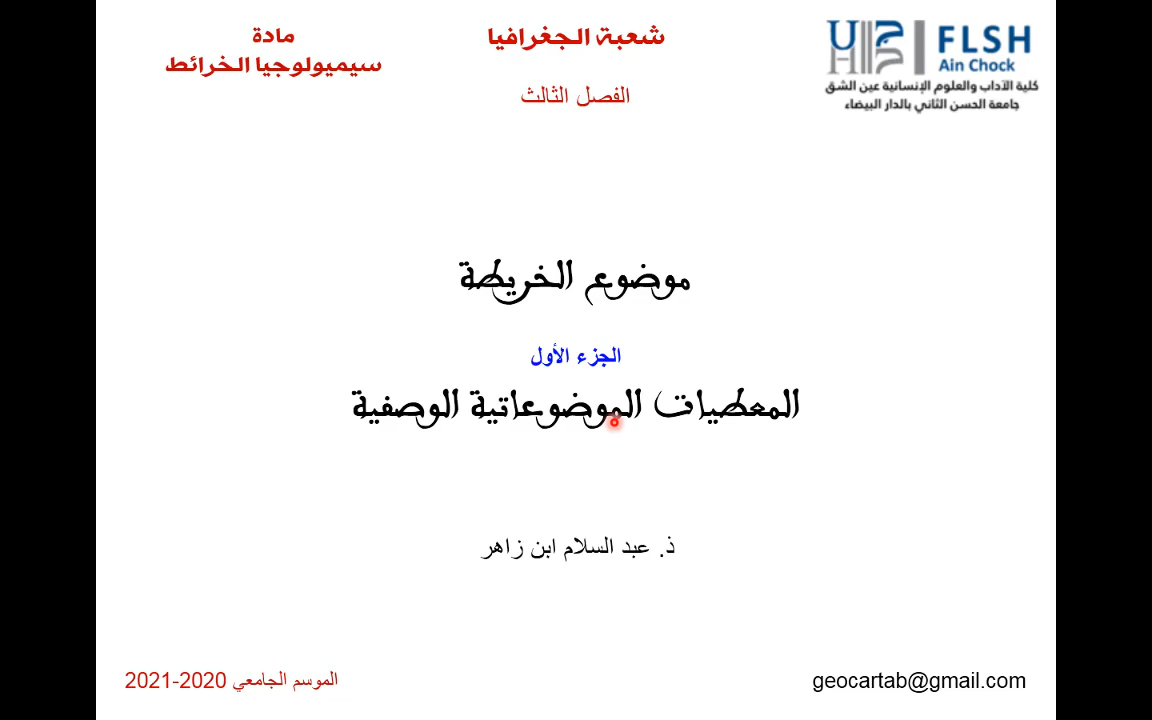 FLSH
Ain Chock
كلية الآداب والعلوم الإنسانية عين الشق
جامعة الحسن الثاني بالدار البيضاء
شعبة الجغرافيا
الفصل الثالث
مادة
سيميولوجيا الخرائط
موضوع الخريطة
الجزء الأول
المعطيات الموضوعاتية الوصفية
ذ. عبد السلام ابن زاهر
geocartab@gmail.com
الموسم الجامعي 2020-2021